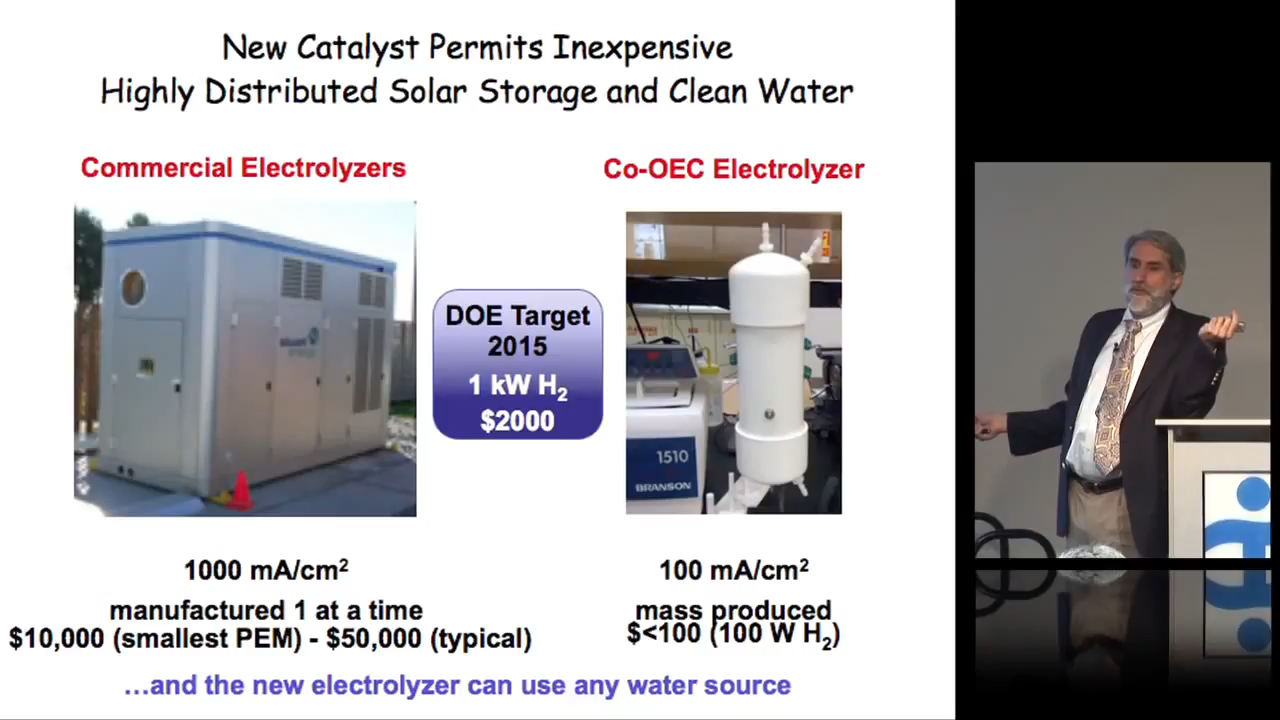 New Catalyst Permits Inexpensive
Highly Distributed Solar Storage and Clean Water
Commercial Electrolyzers
Co-OEC Electrolyzer
DOE Target
2015
1 kW H₂
$2000
1510
BRANSON
1000 mA/cm²
manufactured 1 at a time
$10,000 (smallest PEM) - $50,000 (typical)
100 mA/cm²
mass produced
$<100 (100 W H₂)
…and the new electrolyzer can use any water source